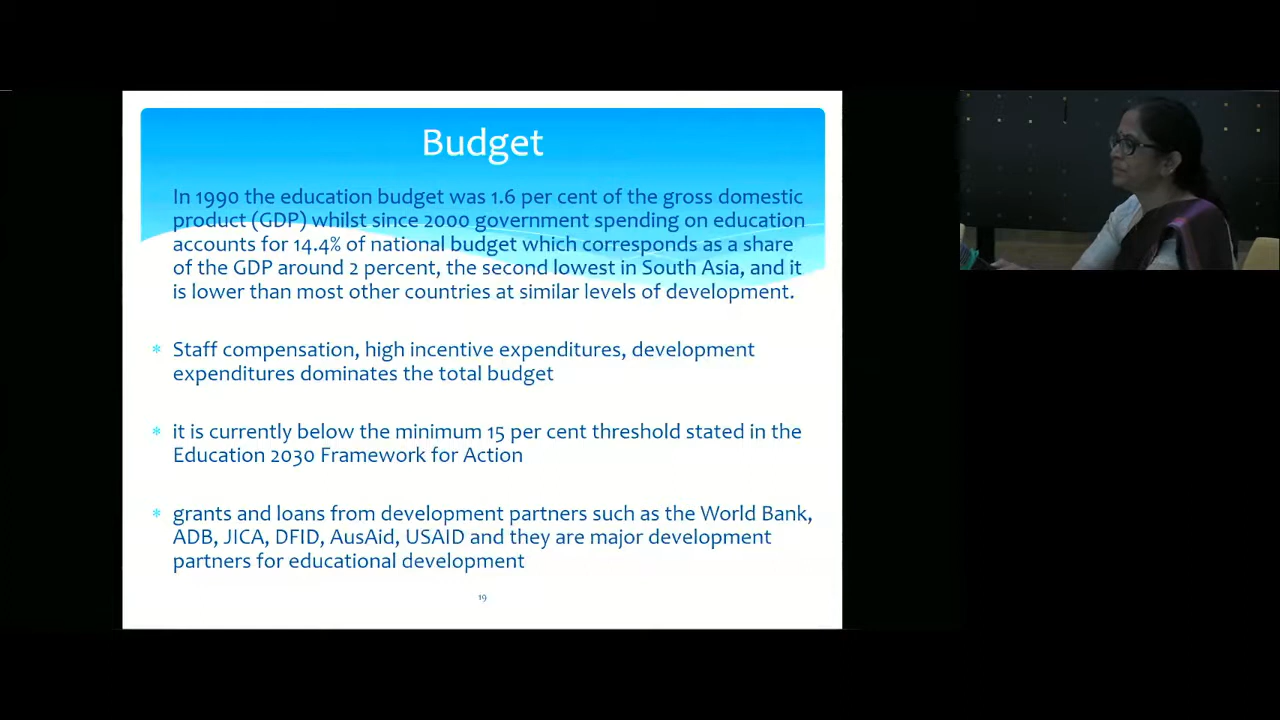 Budget
In 1990 the education budget was 1.6 per cent of the gross domestic
product (GDP) whilst since 2000 government spending on education
accounts for 14.4% of national budget which corresponds as a share
of the GDP around 2 percent, the second lowest in South Asia, and it
is lower than most other countries at similar levels of development.
* Staff compensation, high incentive expenditures, development
expenditures dominates the total budget
* it is currently below the minimum 15 per cent threshold stated in the
Education 2030 Framework for Action
* grants and loans from development partners such as the World Bank,
ADB, JICA, DFID, AusAid, USAID and they are major development
partners for educational development
19